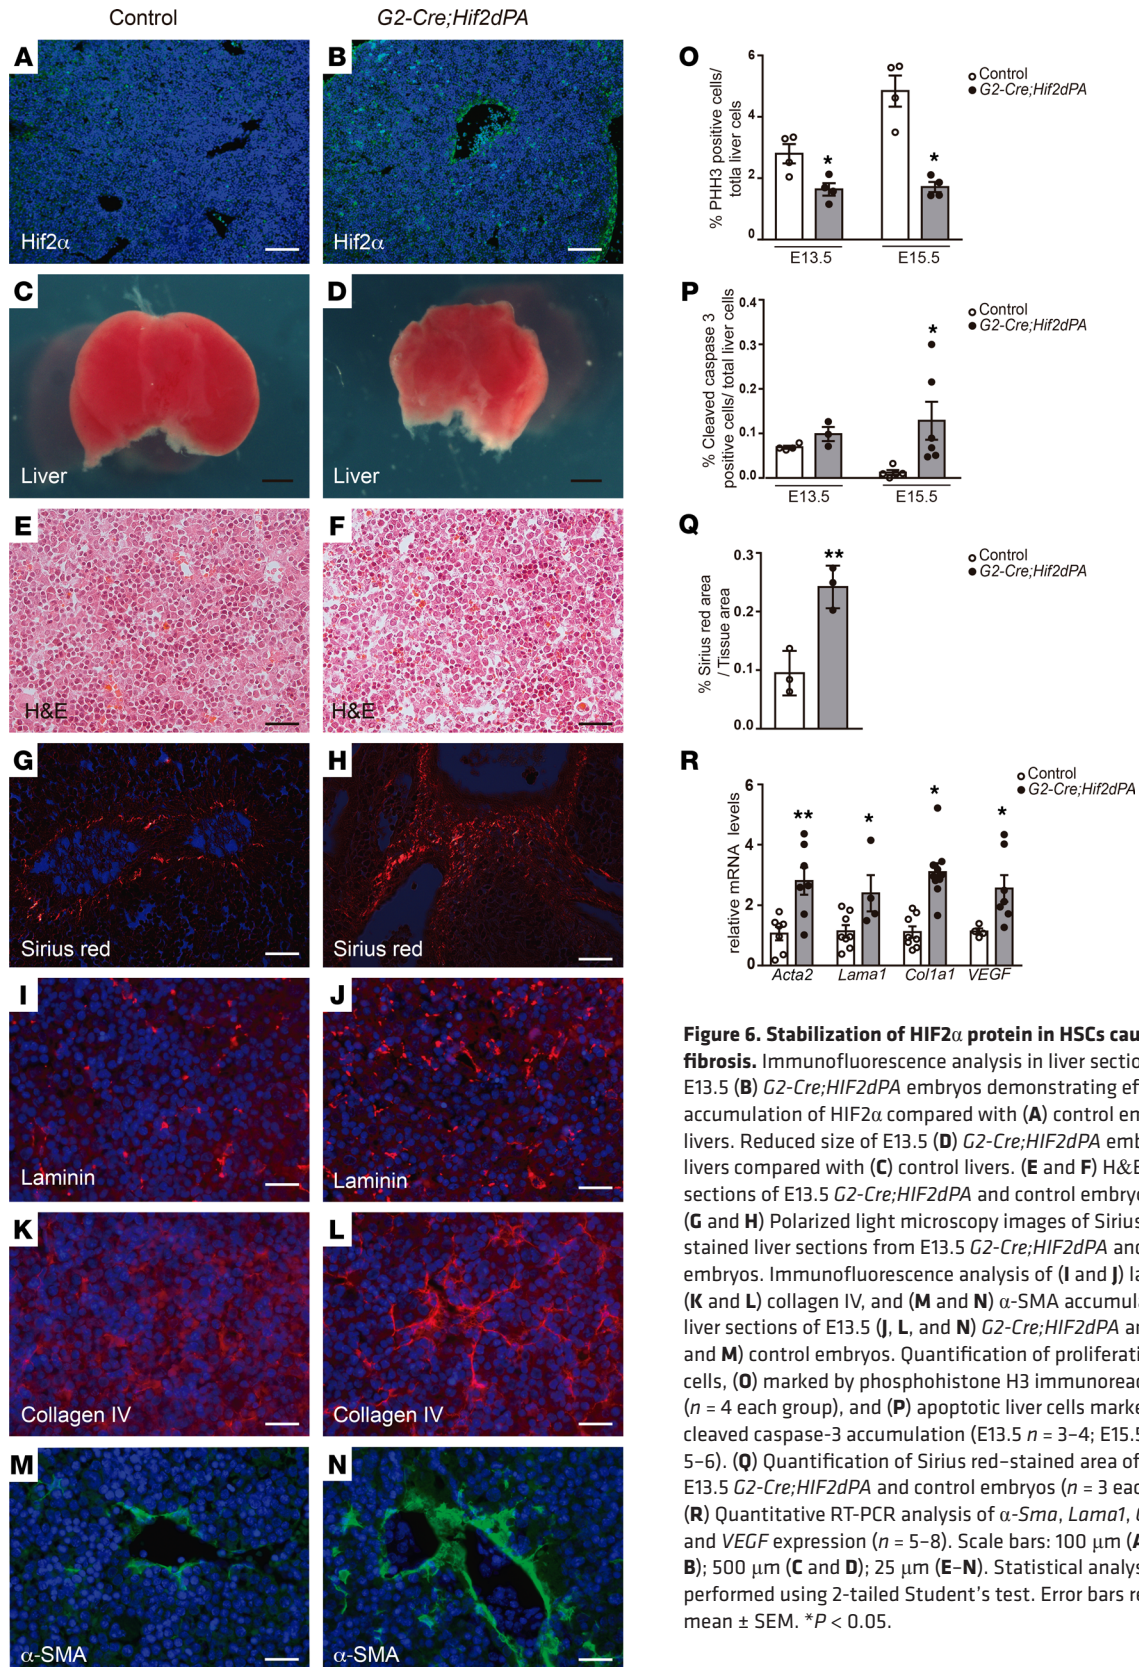 Control
G2-Cre;Hif2dPA
A
Hif2α
B
Hif2α
C
Liver
D
Liver
E
H&E
F
H&E
G
Sirius red
H
Sirius red
I
Laminin
J
Laminin
K
Collagen IV
L
Collagen IV
M
α-SMA
N
α-SMA
O
% PHH3 positive cells/
totla liver cels
6
4
2
0
*
*
E13.5
E15.5
Control
G2-Cre;Hif2dPA
P
% Cleaved caspase 3
positive cells/ total liver cells
0.4
0.3
0.2
0.1
0.0
*
E13.5
E15.5
Control
G2-Cre;Hif2dPA
Q
% Sirius red area
/ Tissue area
0.3
0.2
0.1
0.0
**
Control
G2-Cre;Hif2dPA
R
relative mRNA levels
6
4
2
0
**
*
*
*
Acta2
Lama1
Col1a1
VEGF
Control
G2-Cre;Hif2dPA
Figure 6. Stabilization of HIF2α protein in HSCs cau
fibrosis. Immunofluorescence analysis in liver section
E13.5 (B) G2-Cre;HIF2dPA embryos demonstrating ef
accumulation of HIF2α compared with (A) control en
livers. Reduced size of E13.5 (D) G2-Cre;HIF2dPA emb
livers compared with (C) control livers. (E and F) H&E
sections of E13.5 G2-Cre;HIF2dPA and control embryo
(G and H) Polarized light microscopy images of Sirius
stained liver sections from E13.5 G2-Cre;HIF2dPA and
embryos. Immunofluorescence analysis of (I and J) la
(K and L) collagen IV, and (M and N) α-SMA accumula
liver sections of E13.5 (J, L, and N) G2-Cre;HIF2dPA ar
and M) control embryos. Quantification of proliferati
cells, (O) marked by phosphohistone H3 immunoreac
(n = 4 each group), and (P) apoptotic liver cells marke
cleaved caspase-3 accumulation (E13.5 n = 3–4; E15.5
5–6). (Q) Quantification of Sirius red–stained area of
E13.5 G2-Cre;HIF2dPA and control embryos (n = 3 eac
(R) Quantitative RT-PCR analysis of α-Sma, Lama1, C
and VEGF expression (n = 5–8). Scale bars: 100 μm (A
B); 500 μm (C and D); 25 μm (E–N). Statistical analys
performed using 2-tailed Student’s test. Error bars re
mean ± SEM. *P < 0.05.